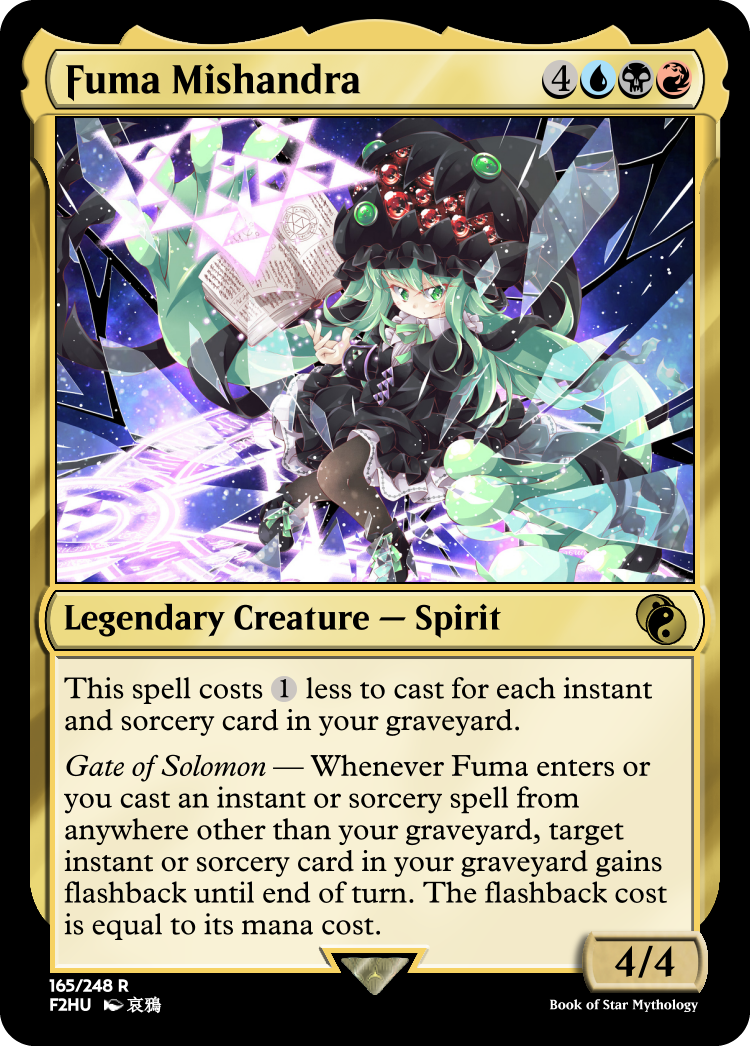 Fuma Mishandra 4
Legendary Creature — Spirit
This spell costs 1 less to cast for each instant
and sorcery card in your graveyard.
Gate of Solomon — Whenever Fuma enters or
you cast an instant or sorcery spell from
anywhere other than your graveyard, target
instant or sorcery card in your graveyard gains
flashback until end of turn. The flashback cost
is equal to its mana cost.
4/4
165/248 R
F2HU 哀鴉
Book of Star Mythology